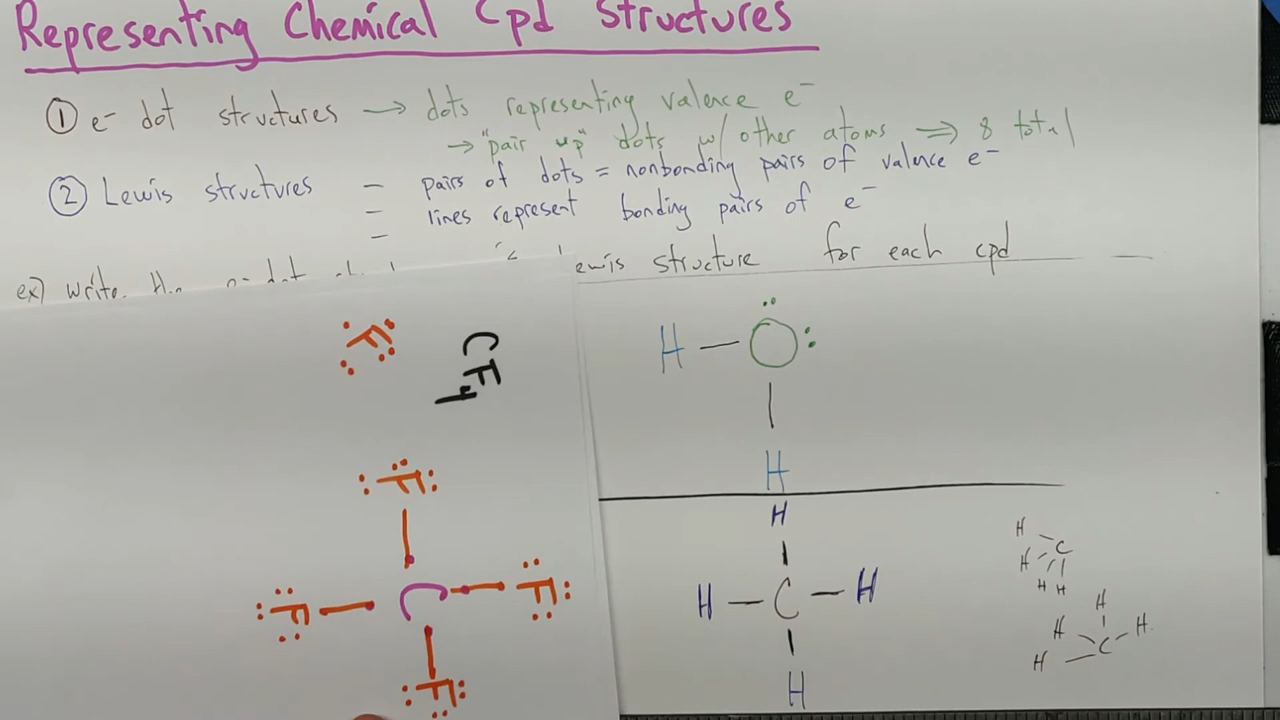 Representing Chemical Cpd Structures
① e⁻ dot structures → dots representing valence e⁻
→ "pair up" dots w/ other atoms ⇒ 8 total
② Lewis structures – pairs of dots = nonbonding pairs of valence e⁻
– lines represent bonding pairs of e⁻
–
ex) Write structure for each cpd
F
CF4
F
F C F
F
H — O
H
H
H — C — H
H
H
H C
H H
H
H H
H C